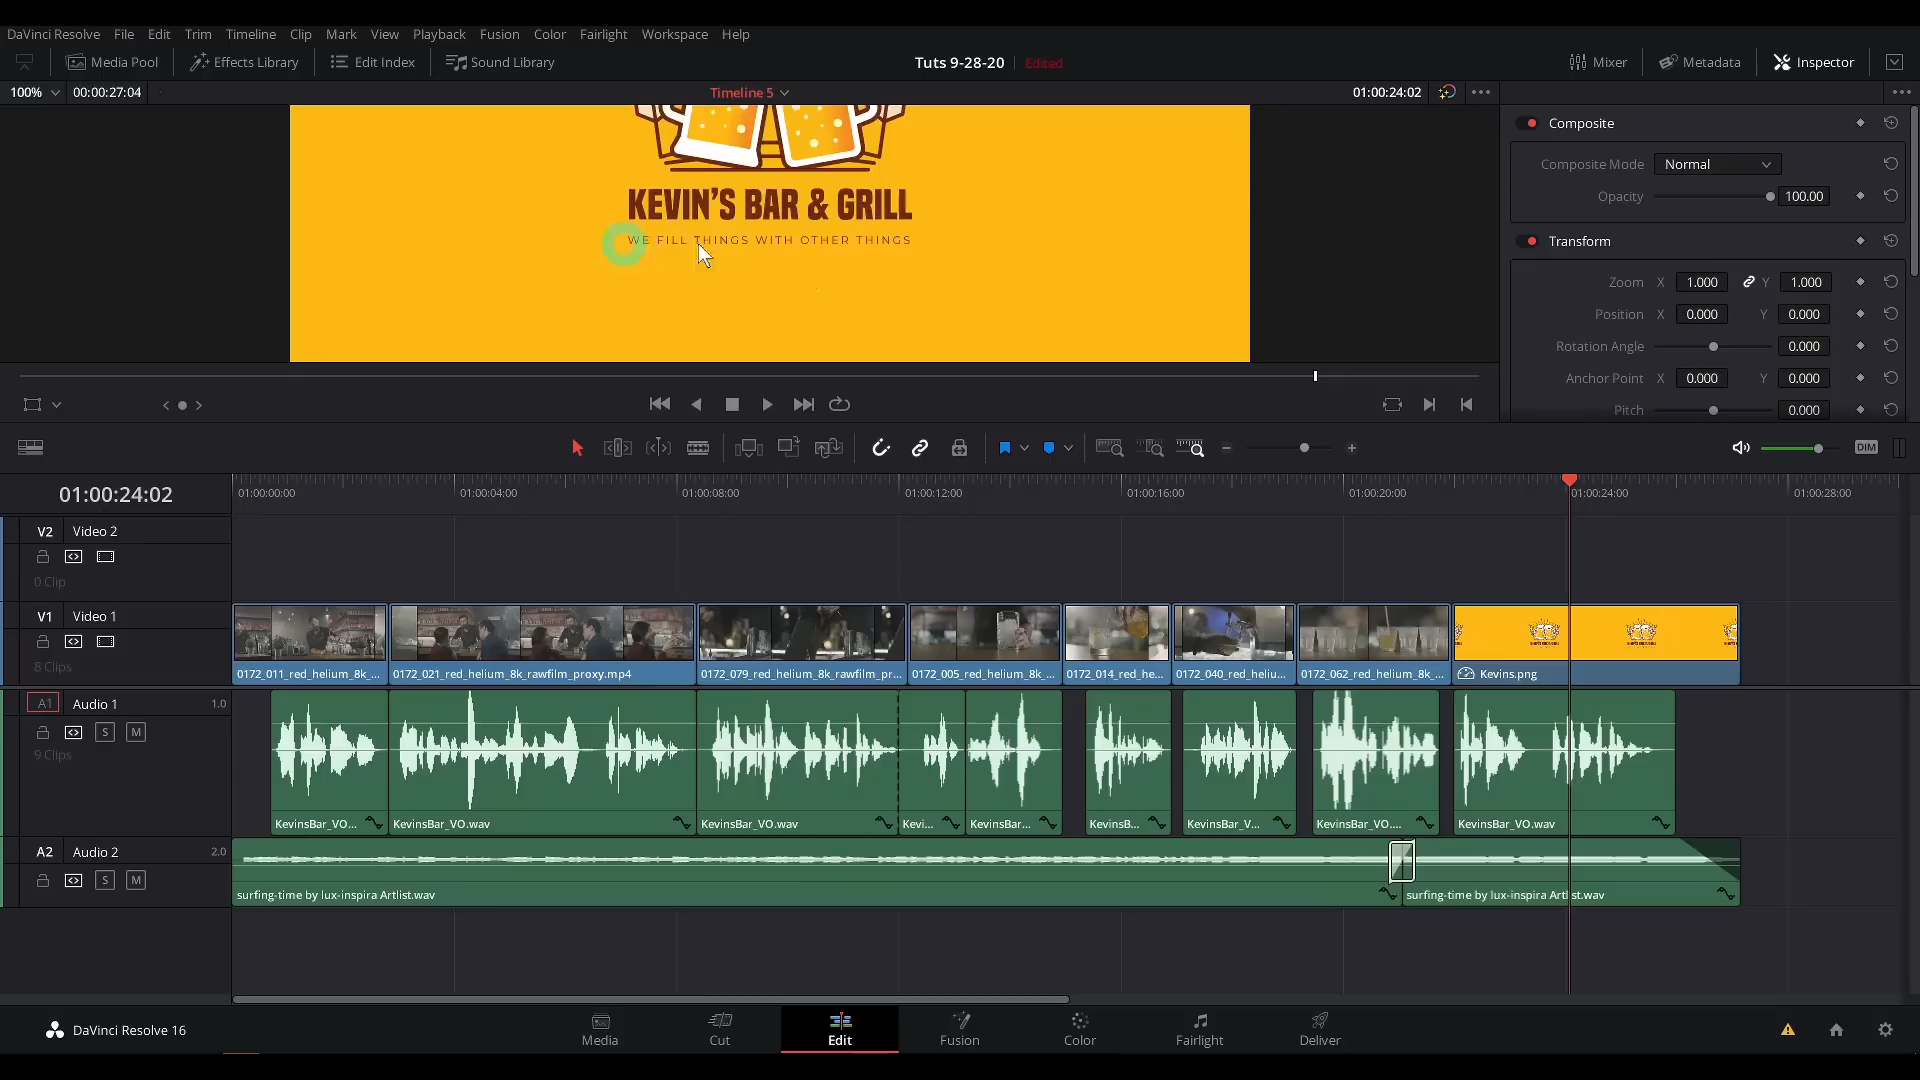 DaVinci Resolve File Edit Trim Timeline Clip Mark View Playback Fusion Color Fairlight Workspace Help
Media Pool Effects Library Edit Index Sound Library Tuts 9-28-20 Edited Mixer Metadata Inspector
100% 00:00:27:04 Timeline 5 01:00:24:02
KEVIN'S BAR & GRILL
WE FILL THINGS WITH OTHER THINGS
Composite
Composite Mode Normal
Opacity 100.00
Transform
Zoom X 1.000 Y 1.000
Position X 0.000 Y 0.000
Rotation Angle 0.000
Anchor Point X 0.000 Y 0.000
Pitch 0.000
DIM
01:00:24:02 01:00:00:00 01:00:04:00 01:00:08:00 01:00:12:00 01:00:16:00 01:00:20:00 01:00:24:00 01:00:28:00
V2 Video 2
0 Clip
V1 Video 1
8 Clips
0172_011_red_helium_8k_... 0172_021_red_helium_8k_rawfilm_proxy.mp4 0172_079_red_helium_8k_rawfilm_pr... 0172_005_red_helium_8k_... 0172_014_red_he... 0172_040_red_heliu... 0172_062_red_helium_8k_... Kevins.png
A1 Audio 1 1.0
S M
9 Clips
KevinsBar_VO... KevinsBar_VO.wav KevinsBar_VO.wav Kevi... KevinsBar... KevinsB... KevinsBar_V... KevinsBar_VO.... KevinsBar_VO.wav
A2 Audio 2 2.0
S M
surfing-time by lux-inspira Artlist.wav surfing-time by lux-inspira Artlist.wav
DaVinci Resolve 16 Media Cut Edit Fusion Color Fairlight Deliver